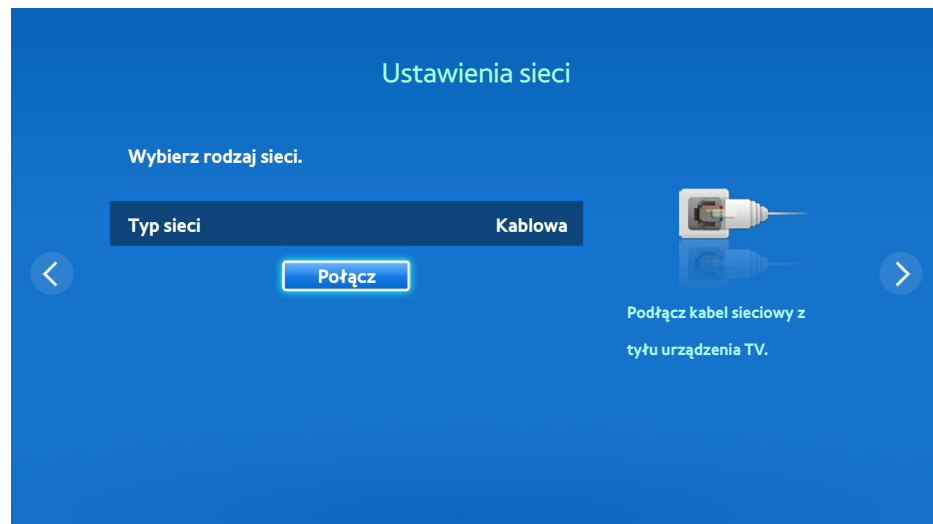 Ustawienia sieci
Wybierz rodzaj sieci.
Typ sieci Kablowa
Połącz
Podłącz kabel sieciowy z
tyłu urządzenia TV.